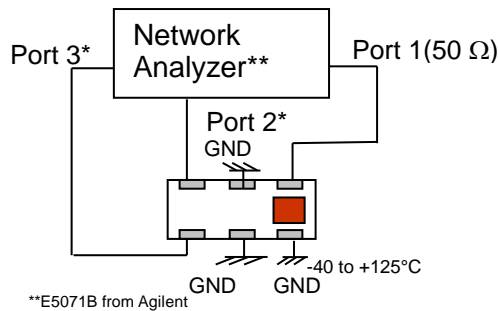 Network
Analyzer**
Port 3*
Port 1(50 Ω)
Port 2*
GND
-40 to +125°C
GND
GND
**E5071B from Agilent